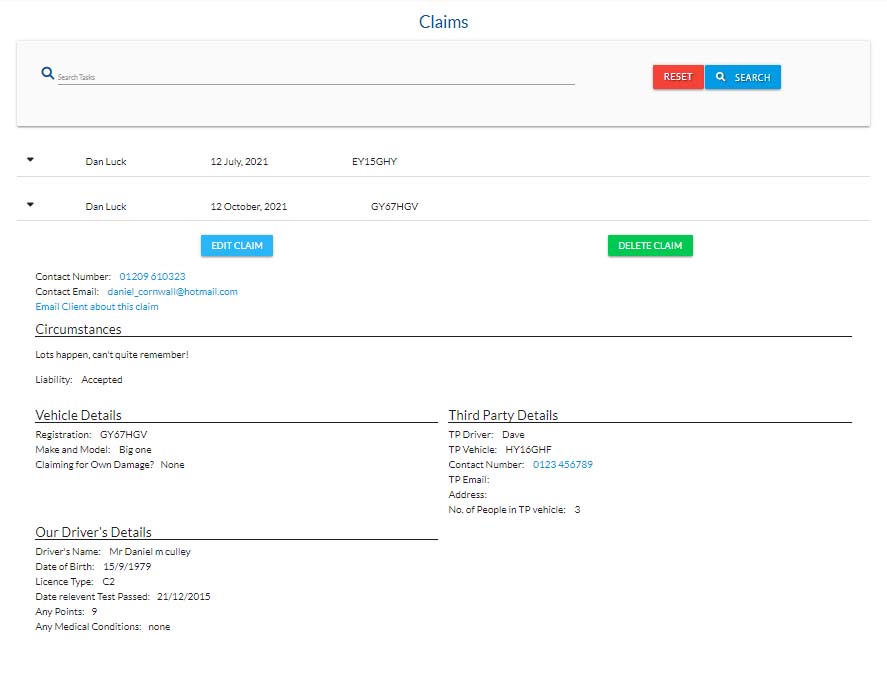 Claims
Search Tasks
RESET
SEARCH
Dan Luck 12 July, 2021 EY15GHY
Dan Luck 12 October, 2021 GY67HGV
EDIT CLAIM DELETE CLAIM
Contact Number: 01209 610323
Contact Email: daniel_cornwall@hotmail.com
Email Client about this claim
Circumstances
Lots happen, can't quite remember!
Liability: Accepted
Vehicle Details
Registration: GY67HGV
Make and Model: Big one
Claiming for Own Damage? None
Third Party Details
TP Driver: Dave
TP Vehicle: HY16GHF
Contact Number: 0123 456789
TP Email:
Address:
No. of People in TP vehicle: 3
Our Driver's Details
Driver's Name: Mr Daniel m culley
Date of Birth: 15/9/1979
Licence Type: C2
Date relevent Test Passed: 21/12/2015
Any Points: 9
Any Medical Conditions: none